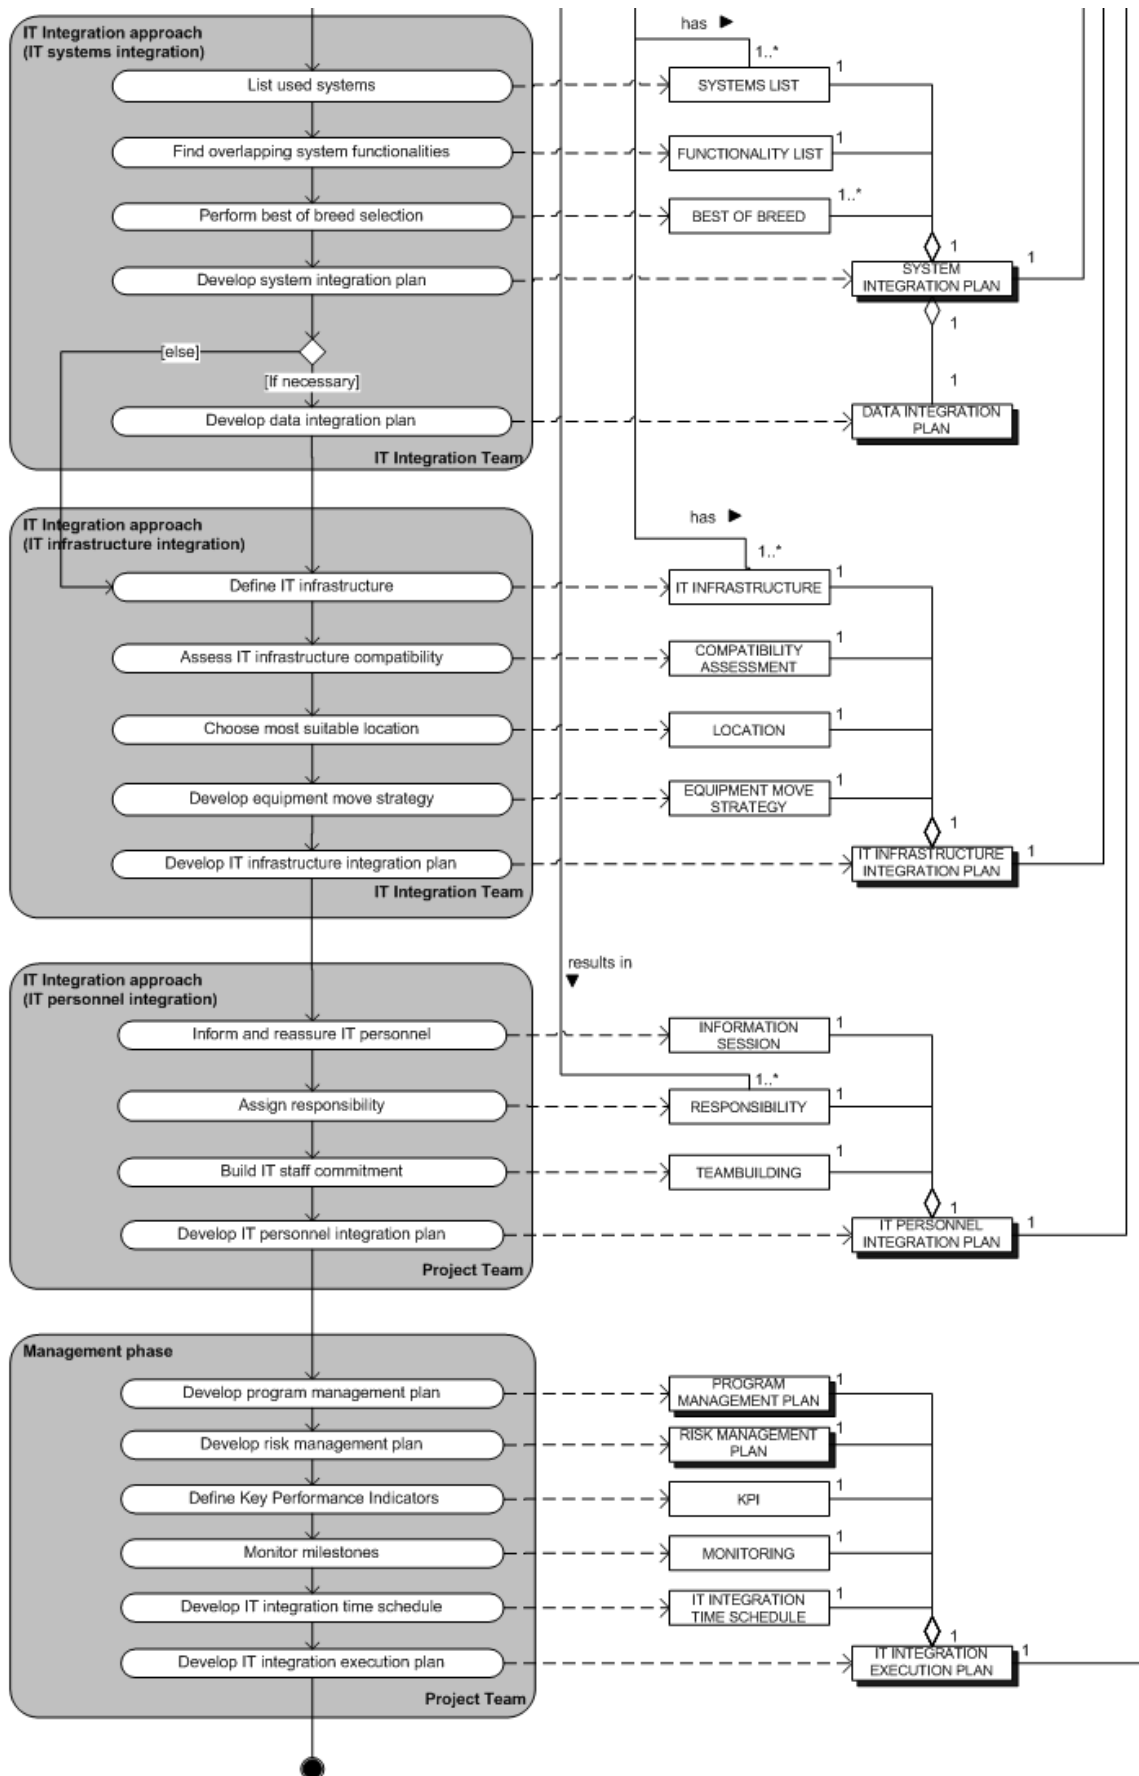 IT Integration approach
(IT systems integration)
has
1..*
List used systems
SYSTEMS LIST
1
Find overlapping system functionalities
FUNCTIONALITY LIST
1
Perform best of breed selection
BEST OF BREED
1..*
1
Develop system integration plan
SYSTEM
INTEGRATION PLAN
1
1
[else]
[If necessary]
1
Develop data integration plan
DATA INTEGRATION
PLAN
IT Integration Team
IT Integration approach
(IT infrastructure integration)
has
1..*
Define IT infrastructure
IT INFRASTRUCTURE
1
Assess IT infrastructure compatibility
COMPATIBILITY
ASSESSMENT
1
Choose most suitable location
LOCATION
1
Develop equipment move strategy
EQUIPMENT MOVE
STRATEGY
1
1
Develop IT infrastructure integration plan
IT INFRASTRUCTURE
INTEGRATION PLAN
1
IT Integration Team
IT Integration approach
(IT personnel integration)
results in
Inform and reassure IT personnel
INFORMATION
SESSION
1
1..*
Assign responsibility
RESPONSIBILITY
1
Build IT staff commitment
TEAMBUILDING
1
1
Develop IT personnel integration plan
IT PERSONNEL
INTEGRATION PLAN
1
Project Team
Management phase
Develop program management plan
PROGRAM
MANAGEMENT PLAN
1
Develop risk management plan
RISK MANAGEMENT
PLAN
1
Define Key Performance Indicators
KPI
1
Monitor milestones
MONITORING
1
Develop IT integration time schedule
IT INTEGRATION
TIME SCHEDULE
1
1
Develop IT integration execution plan
IT INTEGRATION
EXECUTION PLAN
1
Project Team